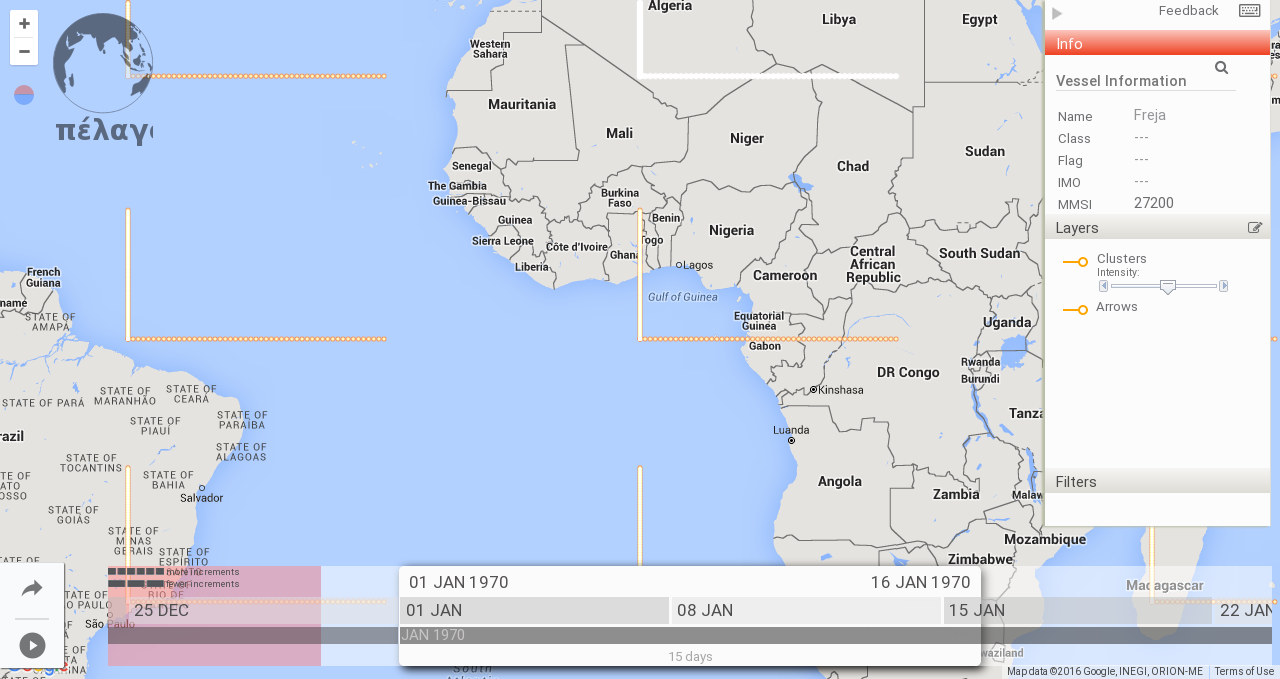 +
−
πέλαγο
Algeria
Libya
Egypt
Western
Sahara
Mauritania
Mali
Niger
Chad
Sudan
Senegal
The Gambia
Guinea-Bissau
Burkina
Faso
Guinea
Benin
Sierra Leone
Côte d'Ivoire
Togo
Ghana
Nigeria
Liberia
Lagos
Central
African
Republic
South Sudan
Cameroon
Gulf of Guinea
Equatorial
Guinea
Gabon
Uganda
Rwanda
Burundi
DR Congo
Kinshasa
Luanda
Tanza
Angola
Zambia
Malaw
Mozambique
Zimbabwe
Madagascar
waziland
French
Guiana
name
STATE OF
AMAPÁ
STATE OF PARÁ
STATE OF
MARANHÃO
STATE OF
CEARÁ
STATE OF
PIAUÍ
STATE OF
PARAÍBA
razil
STATE OF
ALAGOAS
STATE OF
TOCANTINS
STATE OF
BAHIA
TE OF
ATO
OSSO
Salvador
STATE OF
GOIÁS
STATE OF
MINAS
GERAIS
STATE OF
ESPÍRITO
SANTO
RIO DE
STATE OF
SÃO PAULO
São Paulo
South
Feedback
Info
Vessel Information
Name Freja
Class ---
Flag ---
IMO ---
MMSI 27200
Layers
Clusters
Intensity:
Arrows
Filters
more increments
fewer increments
01 JAN 1970 16 JAN 1970
25 DEC 01 JAN 08 JAN 15 JAN 22 JAN
JAN 1970
15 days
Map data ©2016 Google, INEGI, ORION-ME Terms of Use